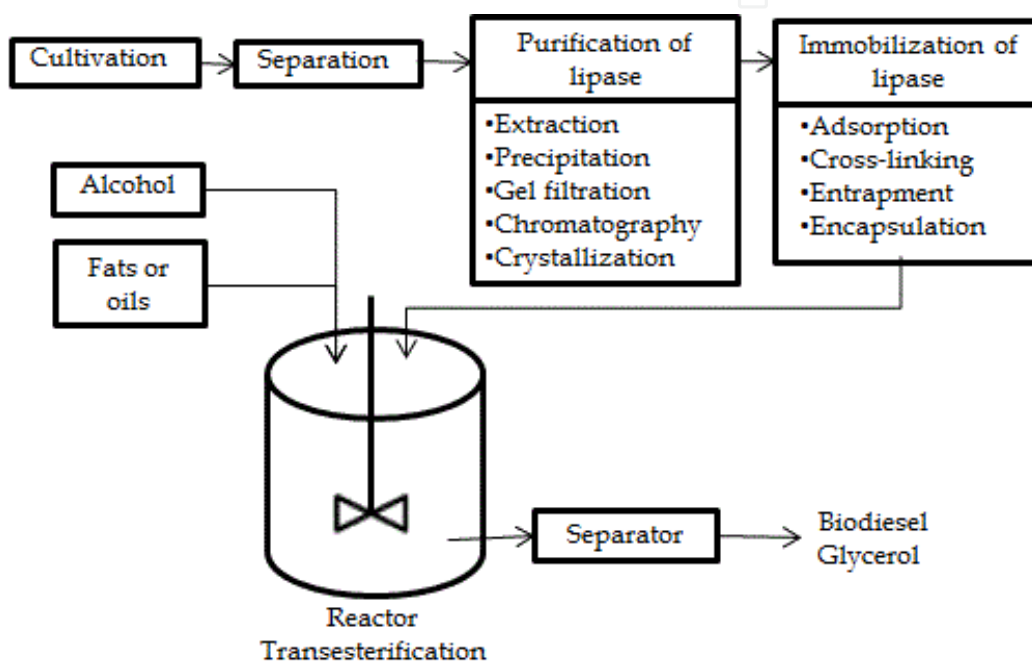 Cultivation
Separation
Purification of
lipase
•Extraction
•Precipitation
•Gel filtration
•Chromatography
•Crystallization
Immobilization of
lipase
•Adsorption
•Cross-linking
•Entrapment
•Encapsulation
Alcohol
Fats or
oils
Reactor
Transesterification
Separator
Biodiesel
Glycerol